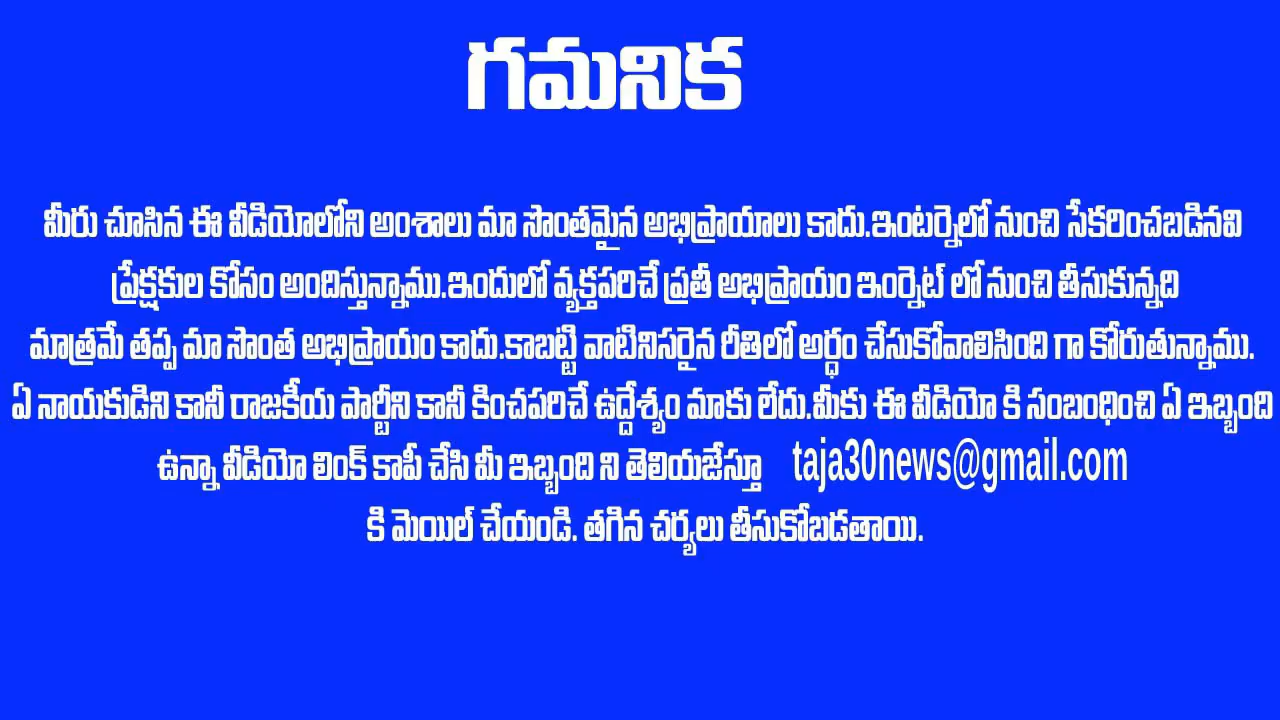 గమనిక
మీరు చూసిన ఈ వీడియోలోని అంశాలు మా సొంతమైన అభిప్రాయాలు కాదు.ఇంటర్నెలో నుంచి సేకరించబడినవి
ప్రేక్షకుల కోసం అందిస్తున్నాము.ఇందులో వ్యక్తపరిచే ప్రతీ అభిప్రాయం ఇంర్నెట్ లో నుంచి తీసుకున్నది
మాత్రమే తప్ప మా సొంత అభిప్రాయం కాదు.కాబట్టి వాటినిసరైన రీతిలో అర్ధం చేసుకోవాలిసింది గా కోరుతున్నాము.
ఏ నాయకుడిని కానీ రాజకీయ పార్టీని కానీ కించపరిచే ఉద్దేశ్యం మాకు లేదు.మీకు ఈ వీడియో కి సంబంధించి ఏ ఇబ్బంది
ఉన్నా వీడియో లింక్ కాపీ చేసి మీ ఇబ్బంది ని తెలియజేస్తూ taja30news@gmail.com
కి మెయిల్ చేయండి. తగిన చర్యలు తీసుకోబడతాయి.